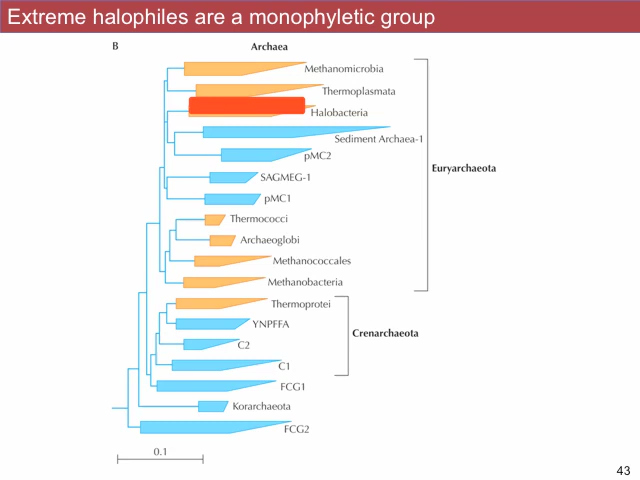 Extreme halophiles are a monophyletic group
B
Archaea
Methanomicrobia
Thermoplasmata
Halobacteria
Sediment Archaea-1
pMC2
Euryarchaeota
SAGMEG-1
pMC1
Thermococci
Archaeoglobi
Methanococcales
Methanobacteria
Thermoprotei
YNPFFA
Crenarchaeota
C2
C1
FCG1
Korarchaeota
FCG2
0.1
43